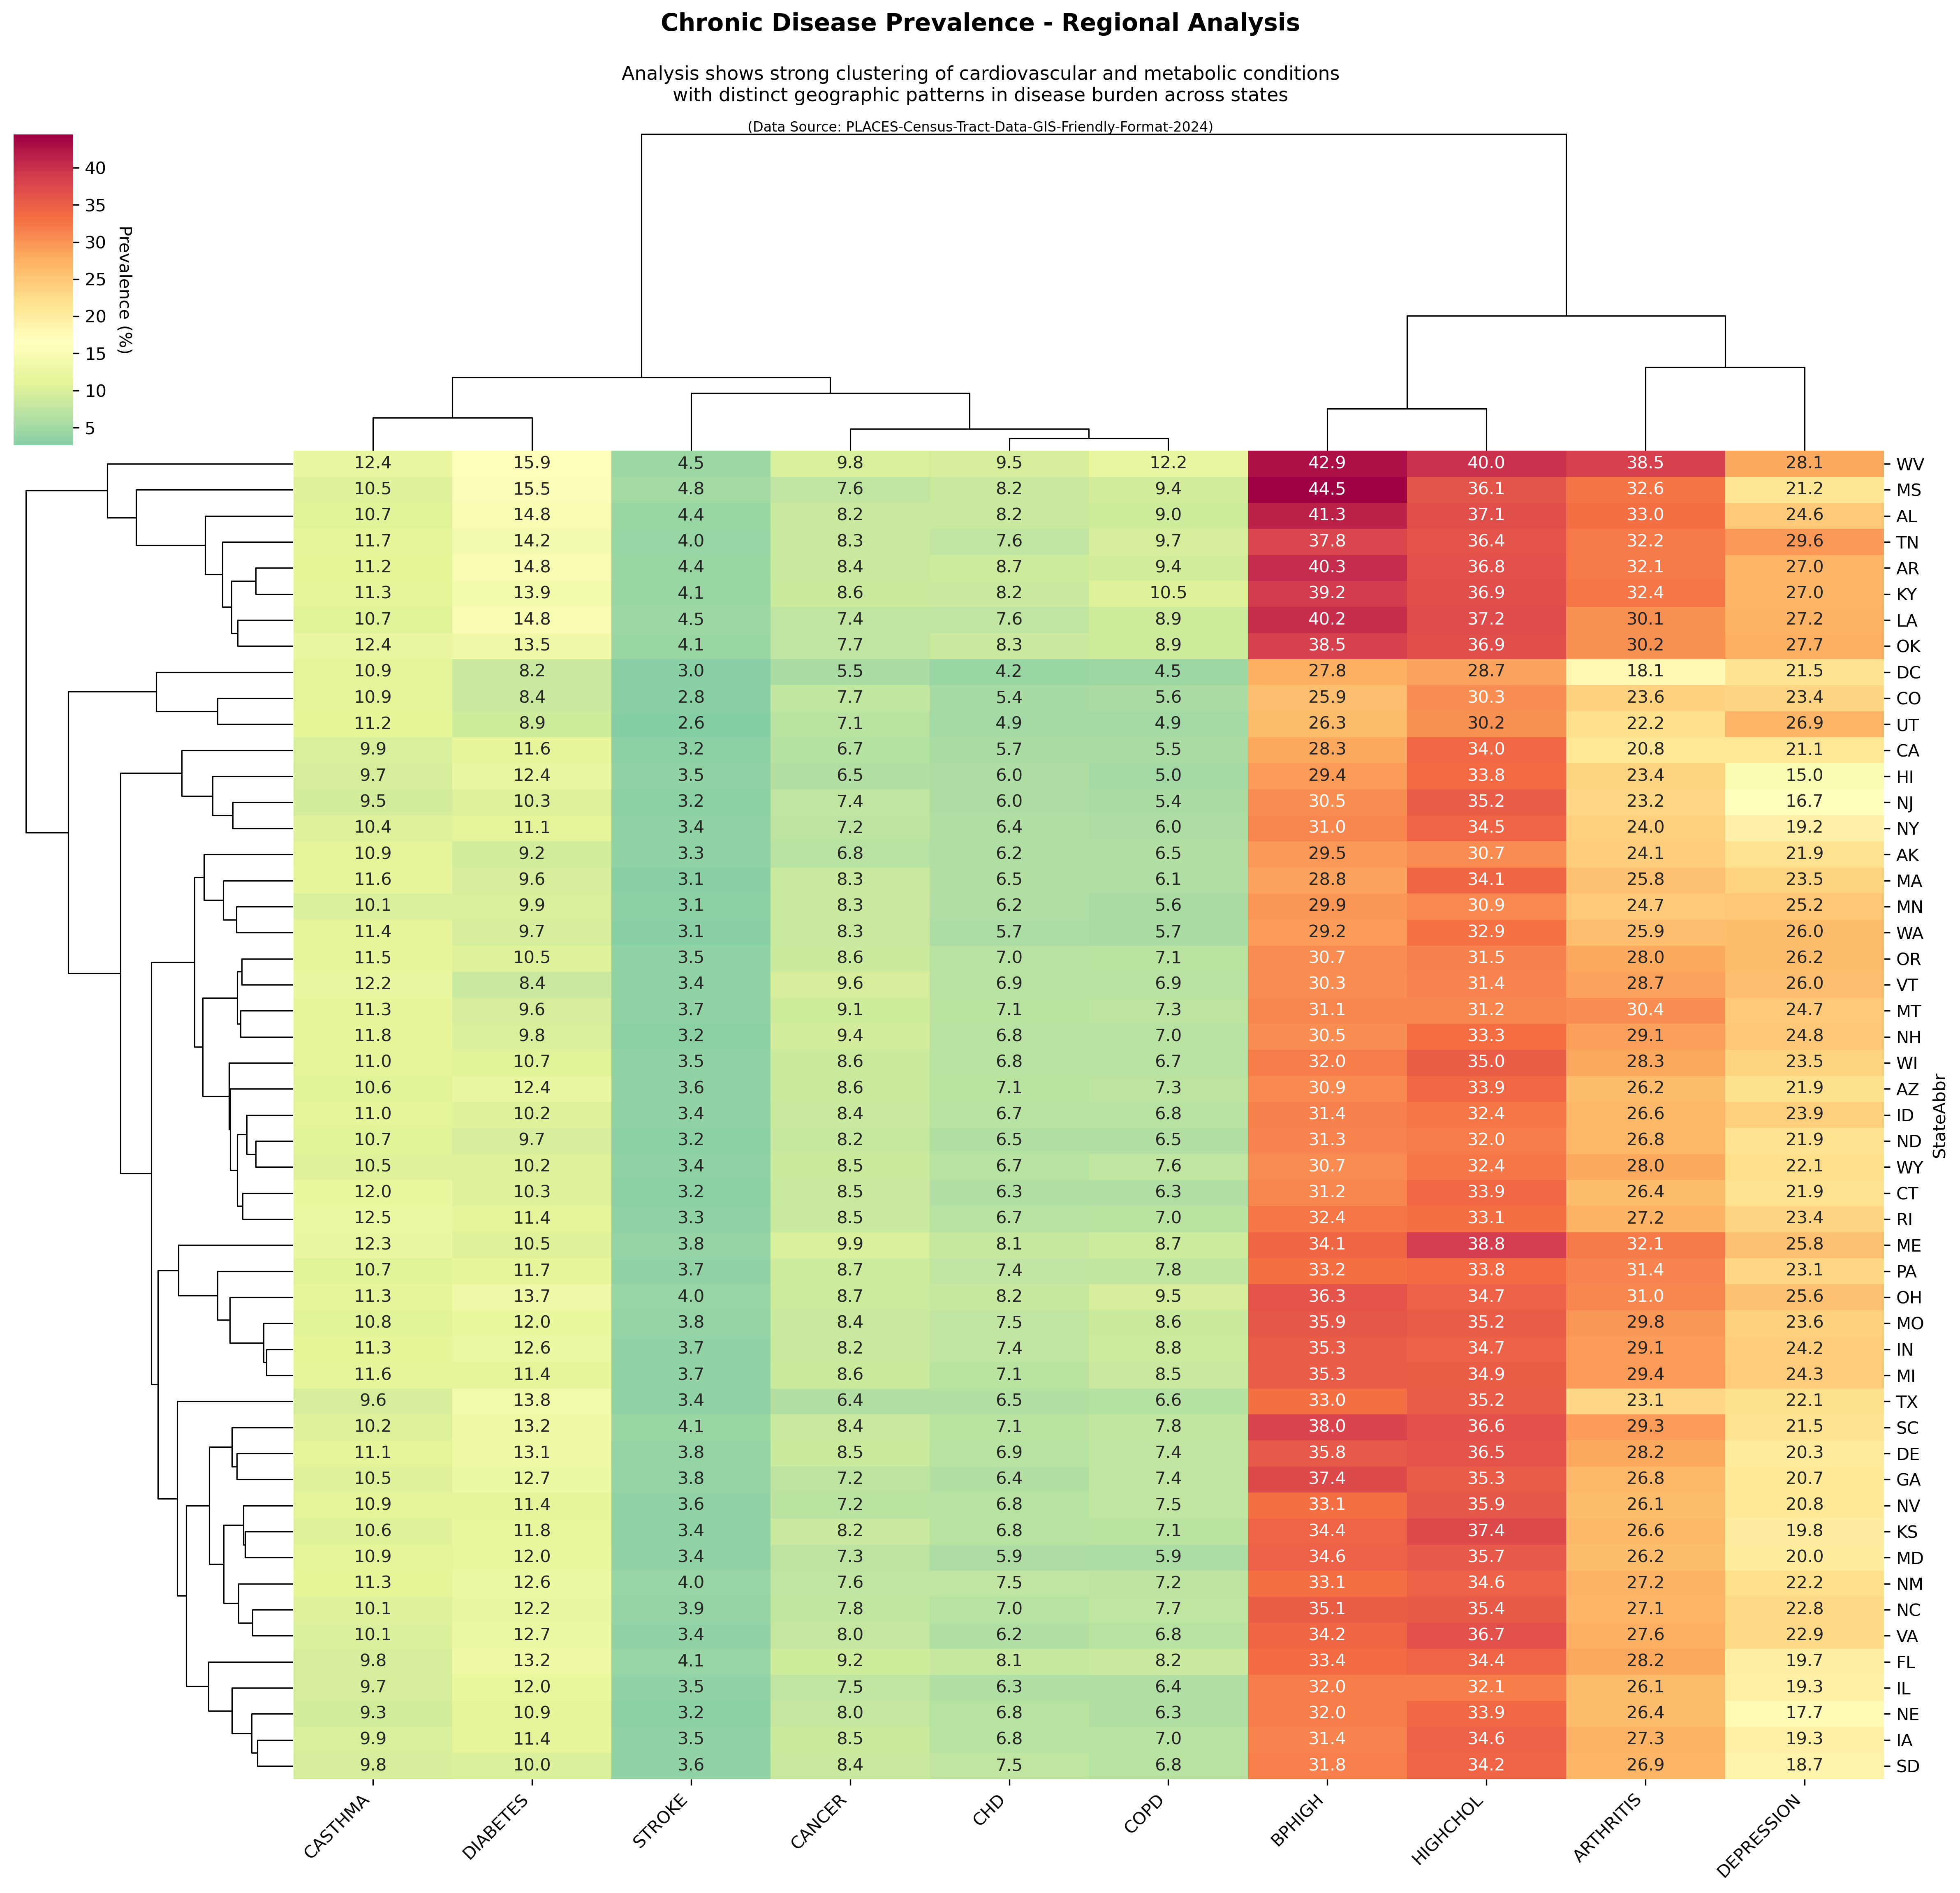 Chronic Disease Prevalence - Regional Analysis
Analysis shows strong clustering of cardiovascular and metabolic conditions
with distinct geographic patterns in disease burden across states
(Data Source: PLACES-Census-Tract-Data-GIS-Friendly-Format-2024)
40
35
30
25
20
15
10
5
Prevalence (%)
12.4 15.9 4.5 9.8 9.5 12.2 42.9 40.0 38.5 28.1 WV
10.5 15.5 4.8 7.6 8.2 9.4 44.5 36.1 32.6 21.2 MS
10.7 14.8 4.4 8.2 8.2 9.0 41.3 37.1 33.0 24.6 AL
11.7 14.2 4.0 8.3 7.6 9.7 37.8 36.4 32.2 29.6 TN
11.2 14.8 4.4 8.4 8.7 9.4 40.3 36.8 32.1 27.0 AR
11.3 13.9 4.1 8.6 8.2 10.5 39.2 36.9 32.4 27.0 KY
10.7 14.8 4.5 7.4 7.6 8.9 40.2 37.2 30.1 27.2 LA
12.4 13.5 4.1 7.7 8.3 8.9 38.5 36.9 30.2 27.7 OK
10.9 8.2 3.0 5.5 4.2 4.5 27.8 28.7 18.1 21.5 DC
10.9 8.4 2.8 7.7 5.4 5.6 25.9 30.3 23.6 23.4 CO
11.2 8.9 2.6 7.1 4.9 4.9 26.3 30.2 22.2 26.9 UT
9.9 11.6 3.2 6.7 5.7 5.5 28.3 34.0 20.8 21.1 CA
9.7 12.4 3.5 6.5 6.0 5.0 29.4 33.8 23.4 15.0 HI
9.5 10.3 3.2 7.4 6.0 5.4 30.5 35.2 23.2 16.7 NJ
10.4 11.1 3.4 7.2 6.4 6.0 31.0 34.5 24.0 19.2 NY
10.9 9.2 3.3 6.8 6.2 6.5 29.5 30.7 24.1 21.9 AK
11.6 9.6 3.1 8.3 6.5 6.1 28.8 34.1 25.8 23.5 MA
10.1 9.9 3.1 8.3 6.2 5.6 29.9 30.9 24.7 25.2 MN
11.4 9.7 3.1 8.3 5.7 5.7 29.2 32.9 25.9 26.0 WA
11.5 10.5 3.5 8.6 7.0 7.1 30.7 31.5 28.0 26.2 OR
12.2 8.4 3.4 9.6 6.9 6.9 30.3 31.4 28.7 26.0 VT
11.3 9.6 3.7 9.1 7.1 7.3 31.1 31.2 30.4 24.7 MT
11.8 9.8 3.2 9.4 6.8 7.0 30.5 33.3 29.1 24.8 NH
11.0 10.7 3.5 8.6 6.8 6.7 32.0 35.0 28.3 23.5 WI
10.6 12.4 3.6 8.6 7.1 7.3 30.9 33.9 26.2 21.9 AZ
11.0 10.2 3.4 8.4 6.7 6.8 31.4 32.4 26.6 23.9 ID
10.7 9.7 3.2 8.2 6.5 6.5 31.3 32.0 26.8 21.9 ND
10.5 10.2 3.4 8.5 6.7 7.6 30.7 32.4 28.0 22.1 WY
12.0 10.3 3.2 8.5 6.3 6.3 31.2 33.9 26.4 21.9 CT
12.5 11.4 3.3 8.5 6.7 7.0 32.4 33.1 27.2 23.4 RI
12.3 10.5 3.8 9.9 8.1 8.7 34.1 38.8 32.1 25.8 ME
10.7 11.7 3.7 8.7 7.4 7.8 33.2 33.8 31.4 23.1 PA
11.3 13.7 4.0 8.7 8.2 9.5 36.3 34.7 31.0 25.6 OH
10.8 12.0 3.8 8.4 7.5 8.6 35.9 35.2 29.8 23.6 MO
11.3 12.6 3.7 8.2 7.4 8.8 35.3 34.7 29.1 24.2 IN
11.6 11.4 3.7 8.6 7.1 8.5 35.3 34.9 29.4 24.3 MI
9.6 13.8 3.4 6.4 6.5 6.6 33.0 35.2 23.1 22.1 TX
10.2 13.2 4.1 8.4 7.1 7.8 38.0 36.6 29.3 21.5 SC
11.1 13.1 3.8 8.5 6.9 7.4 35.8 36.5 28.2 20.3 DE
10.5 12.7 3.8 7.2 6.4 7.4 37.4 35.3 26.8 20.7 GA
10.9 11.4 3.6 7.2 6.8 7.5 33.1 35.9 26.1 20.8 NV
10.6 11.8 3.4 8.2 6.8 7.1 34.4 37.4 26.6 19.8 KS
10.9 12.0 3.4 7.3 5.9 5.9 34.6 35.7 26.2 20.0 MD
11.3 12.6 4.0 7.6 7.5 7.2 33.1 34.6 27.2 22.2 NM
10.1 12.2 3.9 7.8 7.0 7.7 35.1 35.4 27.1 22.8 NC
10.1 12.7 3.4 8.0 6.2 6.8 34.2 36.7 27.6 22.9 VA
9.8 13.2 4.1 9.2 8.1 8.2 33.4 34.4 28.2 19.7 FL
9.7 12.0 3.5 7.5 6.3 6.4 32.0 32.1 26.1 19.3 IL
9.3 10.9 3.2 8.0 6.8 6.3 32.0 33.9 26.4 17.7 NE
9.9 11.4 3.5 8.5 6.8 7.0 31.4 34.6 27.3 19.3 IA
9.8 10.0 3.6 8.4 7.5 6.8 31.8 34.2 26.9 18.7 SD
StateAbbr
CASTHMA DIABETES STROKE CANCER CHD COPD BPHIGH HIGHCHOL ARTHRITIS DEPRESSION